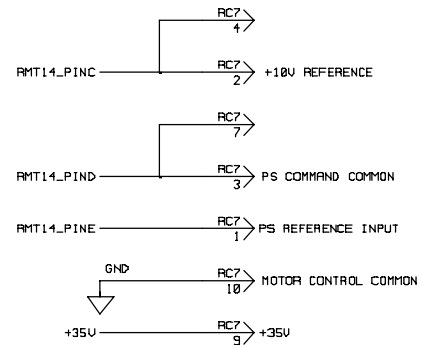 RC7
4
RMT14_PINC RC7 +10V REFERENCE
2
RC7
7
RMT14_PIND RC7 PS COMMAND COMMON
3
RMT14_PINE RC7 PS REFERENCE INPUT
1
GND RC7 MOTOR CONTROL COMMON
10
+35V RC7 +35V
9